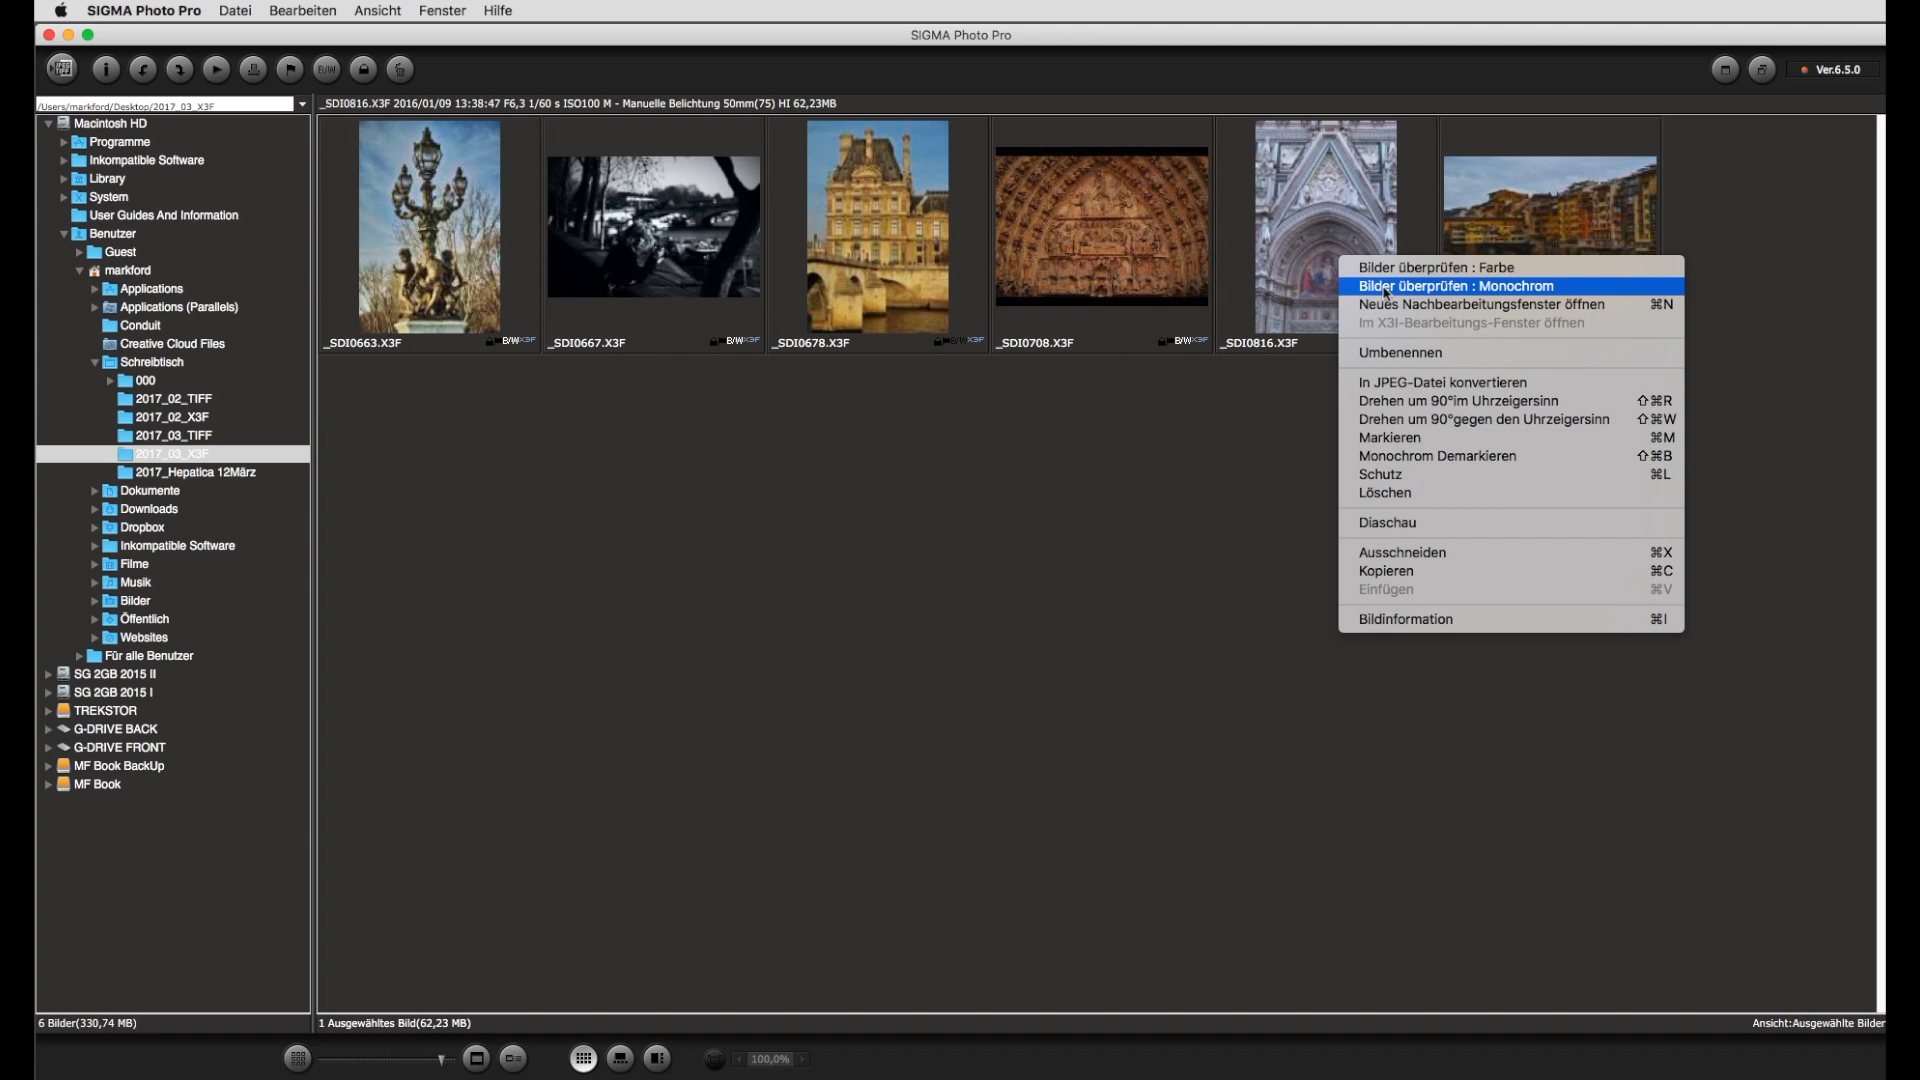 SIGMA Photo Pro Datei Bearbeiten Ansicht Fenster Hilfe
SIGMA Photo Pro
B/W
Ver.6.5.0
/Users/markford/Desktop/2017_03_X3F
_SDI0816.X3F 2016/01/09 13:38:47 F6,3 1/60 s ISO100 M - Manuelle Belichtung 50mm(75) HI 62,23MB
Macintosh HD
Programme
Inkompatible Software
Library
System
User Guides And Information
Benutzer
Guest
markford
Applications
Applications (Parallels)
Conduit
Creative Cloud Files
Schreibtisch
000
2017_02_TIFF
2017_02_X3F
2017_03_TIFF
2017_03_X3F
2017_Hepatica 12März
Dokumente
Downloads
Dropbox
Inkompatible Software
Filme
Musik
Bilder
Öffentlich
Websites
Für alle Benutzer
SG 2GB 2015 II
SG 2GB 2015 I
TREKSTOR
G-DRIVE BACK
G-DRIVE FRONT
MF Book BackUp
MF Book
_SDI0663.X3F B/W X3F
_SDI0667.X3F B/W X3F
_SDI0678.X3F B/W X3F
_SDI0708.X3F B/W X3F
_SDI0816.X3F
Bilder überprüfen : Farbe
Bilder überprüfen : Monochrom
Neues Nachbearbeitungsfenster öffnen ⌘N
Im X3I-Bearbeitungs-Fenster öffnen
Umbenennen
In JPEG-Datei konvertieren
Drehen um 90°im Uhrzeigersinn ⇧⌘R
Drehen um 90°gegen den Uhrzeigersinn ⇧⌘W
Markieren ⌘M
Monochrom Demarkieren ⇧⌘B
Schutz ⌘L
Löschen
Diaschau
Ausschneiden ⌘X
Kopieren ⌘C
Einfügen ⌘V
Bildinformation ⌘I
6 Bilder(330,74 MB)
1 Ausgewähltes Bild(62,23 MB)
Ansicht:Ausgewählte Bilder
100,0%